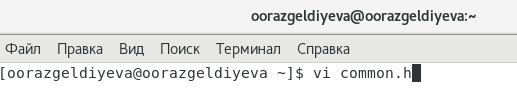 oorazgeldiyeva@oorazgeldiyeva:~
Файл Правка Вид Поиск Терминал Справка
[oorazgeldiyeva@oorazgeldiyeva ~]$ vi common.h